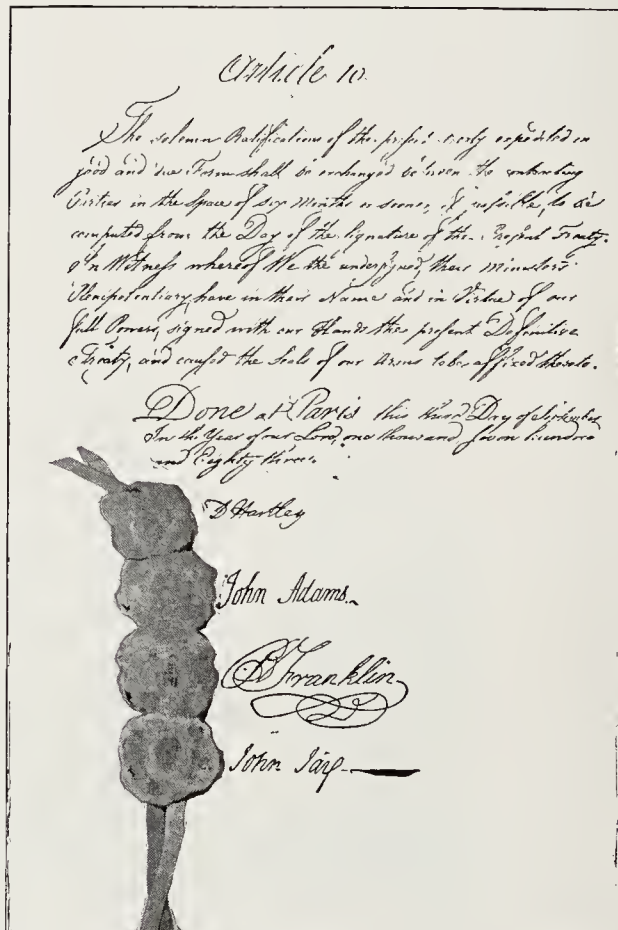 Article 10.
The solemn Ratifications of the present Treaty expedited in
good and due Form shall be exchanged between the contracting
Parties in the Space of six Months or sooner, if possible, to be
computed from the Day of the Signature of the Present Treaty.
In Witness whereof We the undersigned, their Ministers
Plenipotentiary, have in their Name and in Virtue of our
full Powers, signed with our Hands the present Definitive
Treaty, and caused the Seals of our Arms to be affixed thereto.
Done at Paris this third Day of September
In the Year of our Lord, one thousand seven hundred
and Eighty three.
D Hartley
John Adams.
B Franklin
John Jay